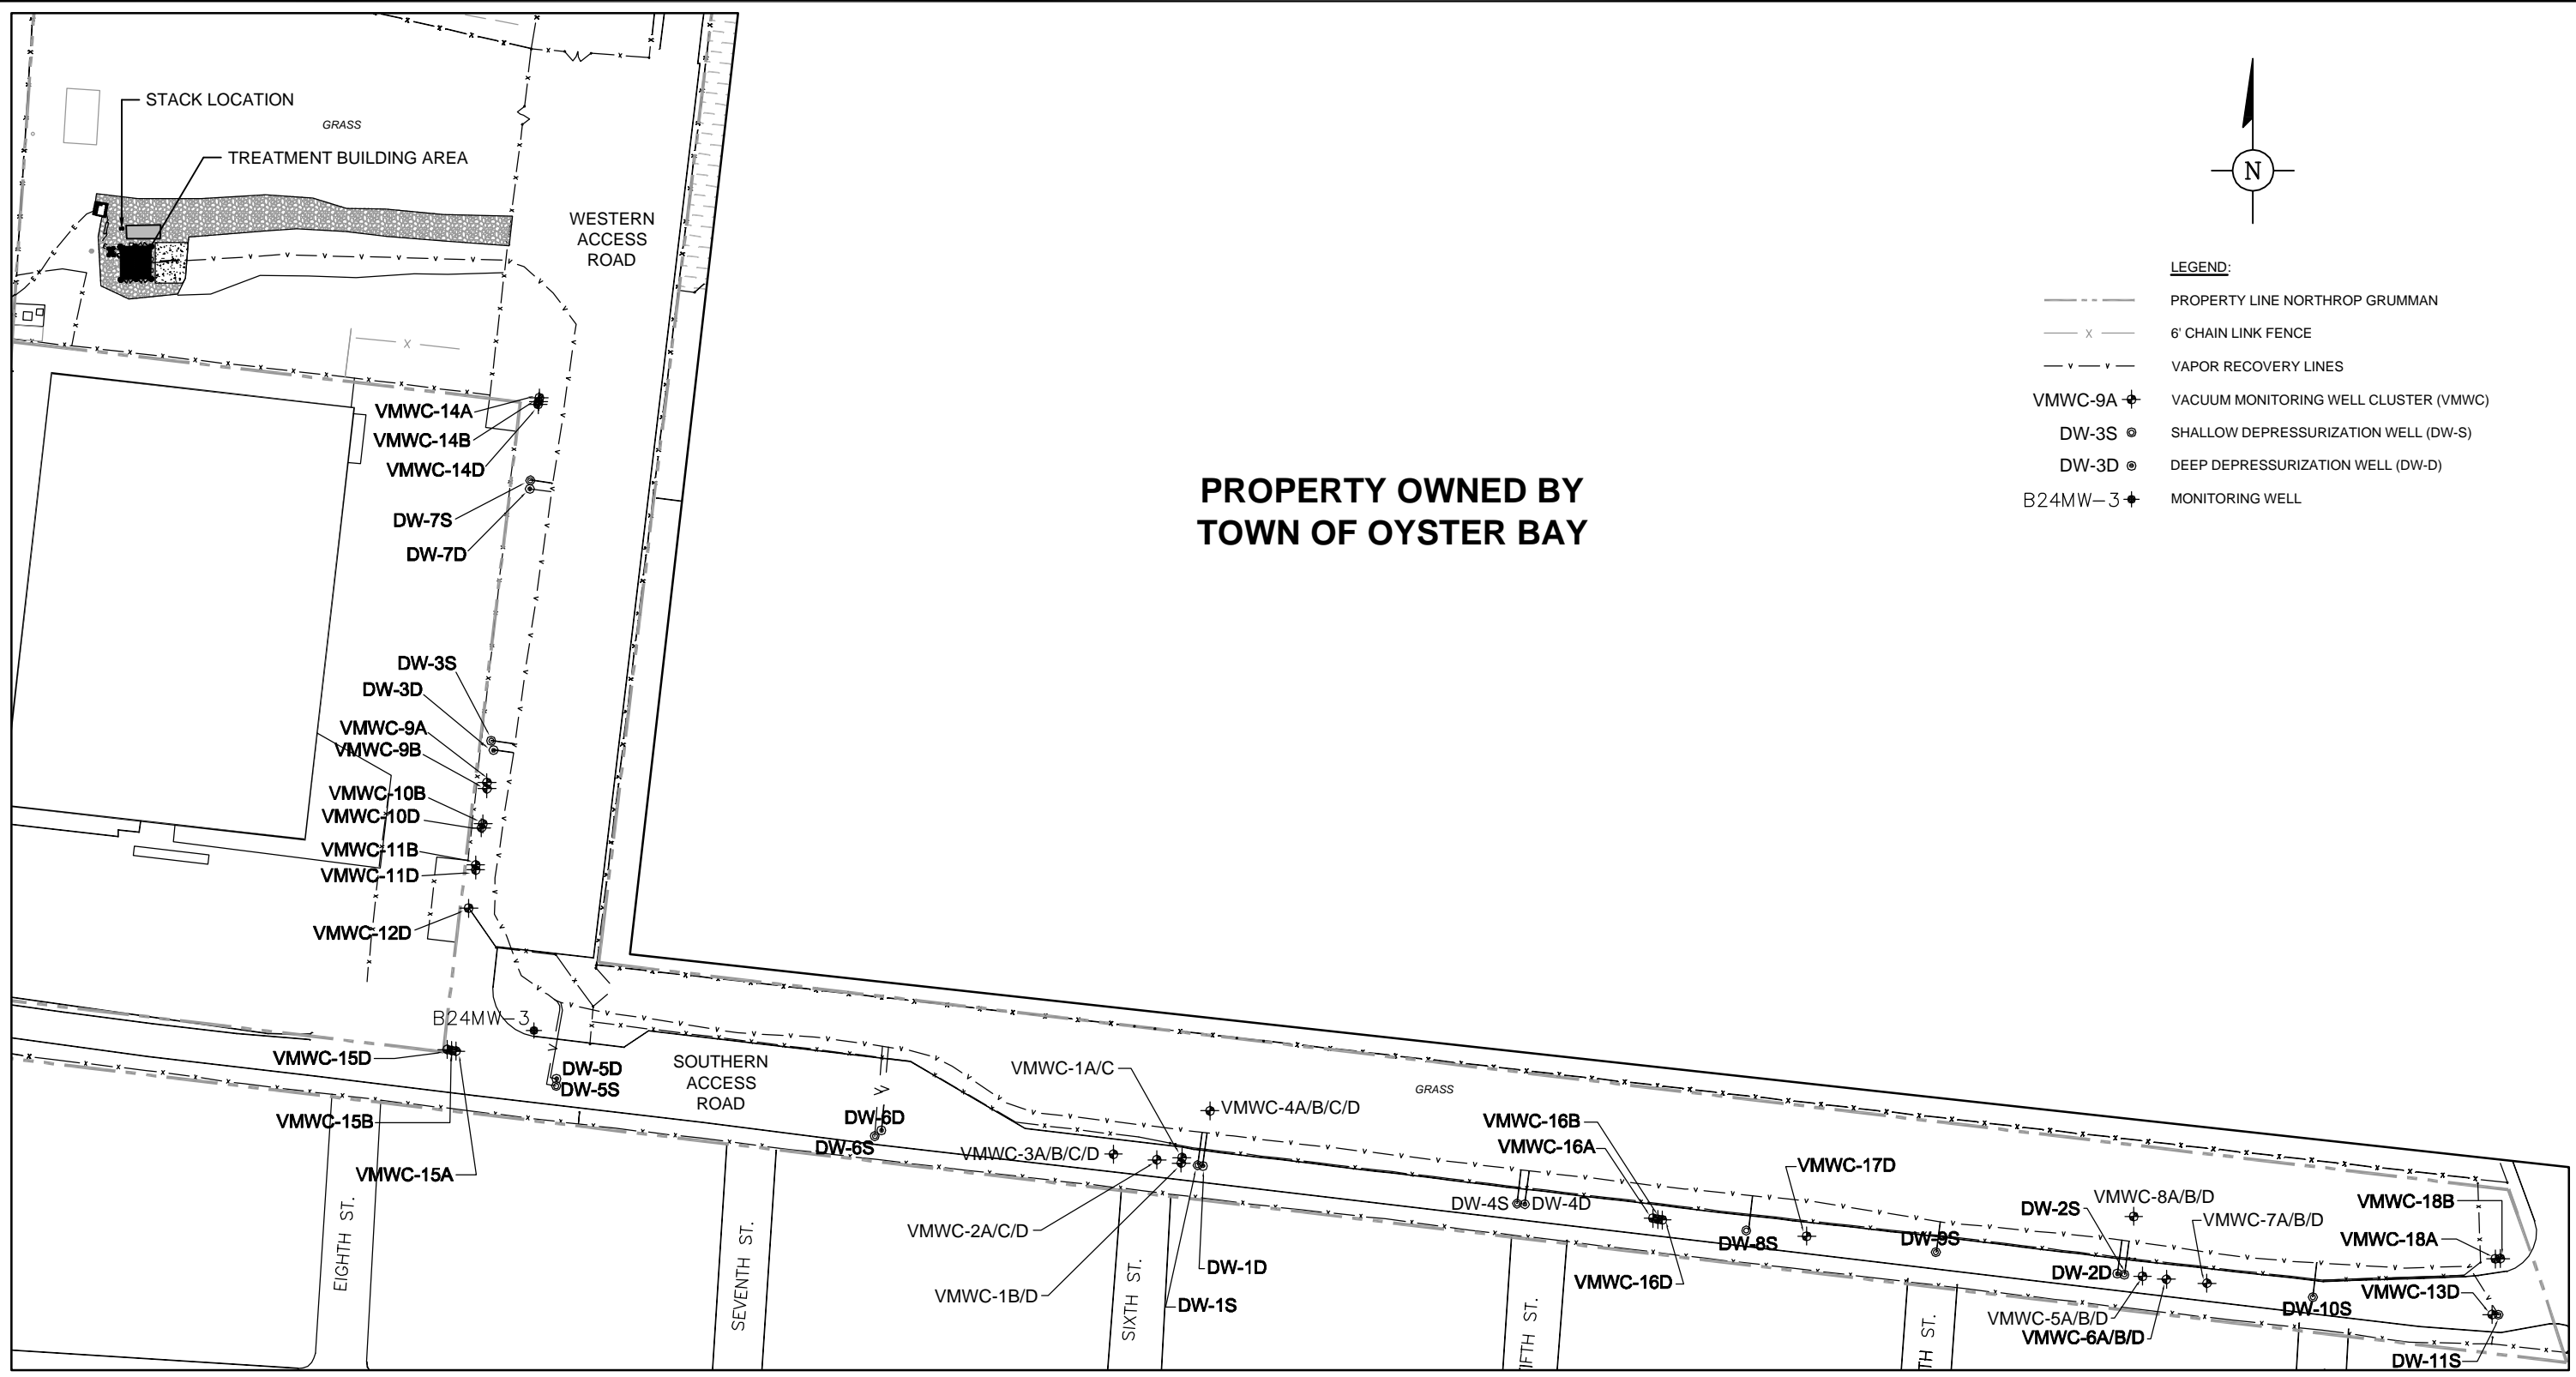 STACK LOCATION
GRASS
TREATMENT BUILDING AREA
WESTERN
ACCESS
ROAD
N
LEGEND:
PROPERTY LINE NORTHROP GRUMMAN
X 6' CHAIN LINK FENCE
V V VAPOR RECOVERY LINES
VMWC-9A VACUUM MONITORING WELL CLUSTER (VMWC)
DW-3S SHALLOW DEPRESSURIZATION WELL (DW-S)
DW-3D DEEP DEPRESSURIZATION WELL (DW-D)
B24MW-3 MONITORING WELL
PROPERTY OWNED BY
TOWN OF OYSTER BAY
VMWC-14A
VMWC-14B
VMWC-14D
DW-7S
DW-7D
DW-3S
DW-3D
VMWC-9A
VMWC-9B
VMWC-10B
VMWC-10D
VMWC-11B
VMWC-11D
VMWC-12D
B24MW-3
VMWC-15D
VMWC-15B
VMWC-15A
DW-5D
DW-5S
SOUTHERN
ACCESS
ROAD
DW-6D
DW-6S
VMWC-1A/C
VMWC-4A/B/C/D
VMWC-3A/B/C/D
VMWC-2A/C/D
VMWC-1B/D
DW-1D
DW-1S
GRASS
VMWC-16B
VMWC-16A
DW-4S
DW-4D
VMWC-16D
VMWC-17D
DW-8S
DW-9S
DW-2S
VMWC-8A/B/D
VMWC-7A/B/D
DW-2D
VMWC-5A/B/D
VMWC-6A/B/D
VMWC-18B
VMWC-18A
VMWC-13D
DW-10S
DW-11S
EIGHTH ST.
SEVENTH ST.
SIXTH ST.
IFTH ST.
TH ST.